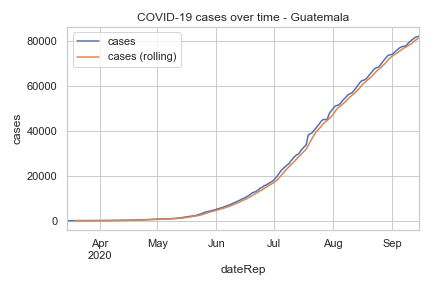 COVID-19 cases over time - Guatemala
cases
cases (rolling)
80000
60000
40000
20000
0
cases
Apr
2020
May
Jun
Jul
Aug
Sep
dateRep